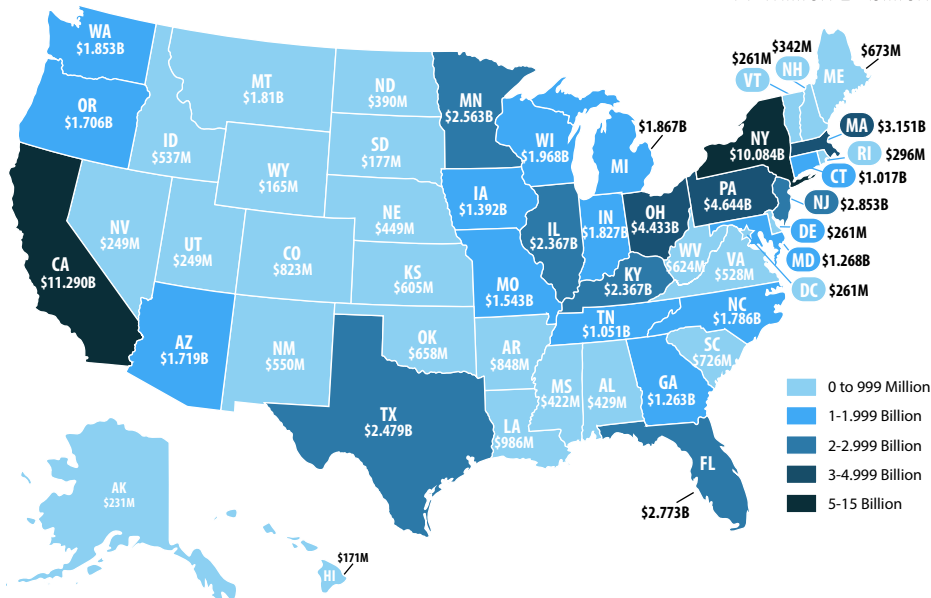 WA
$1.853B
OR
$1.706B
CA
$11.290B
ID
$537M
NV
$249M
MT
$1.81B
WY
$165M
UT
$249M
AZ
$1.719B
CO
$823M
NM
$550M
ND
$390M
SD
$177M
NE
$449M
KS
$605M
OK
$658M
TX
$2.479B
MN
$2.563B
IA
$1.392B
MO
$1.543B
AR
$848M
LA
$986M
WI
$1.968B
IL
$2.367B
MI
$1.867B
IN
$1.827B
OH
$4.433B
KY
$2.367B
TN
$1.051B
MS
$422M
AL
$429M
GA
$1.263B
FL
$2.773B
SC
$726M
NC
$1.786B
VA
$528M
WV
$624M
PA
$4.644B
NY
$10.084B
VT
$261M
NH
$342M
ME
$673M
MA $3.151B
RI $296M
CT $1.017B
NJ $2.853B
DE $261M
MD $1.268B
DC $261M
AK
$231M
HI
$171M
0 to 999 Million
1-1.999 Billion
2-2.999 Billion
3-4.999 Billion
5-15 Billion